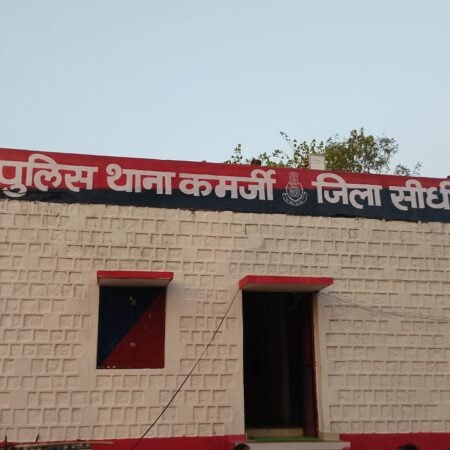 पुलिस थाना कमर्जी जिला सीधी